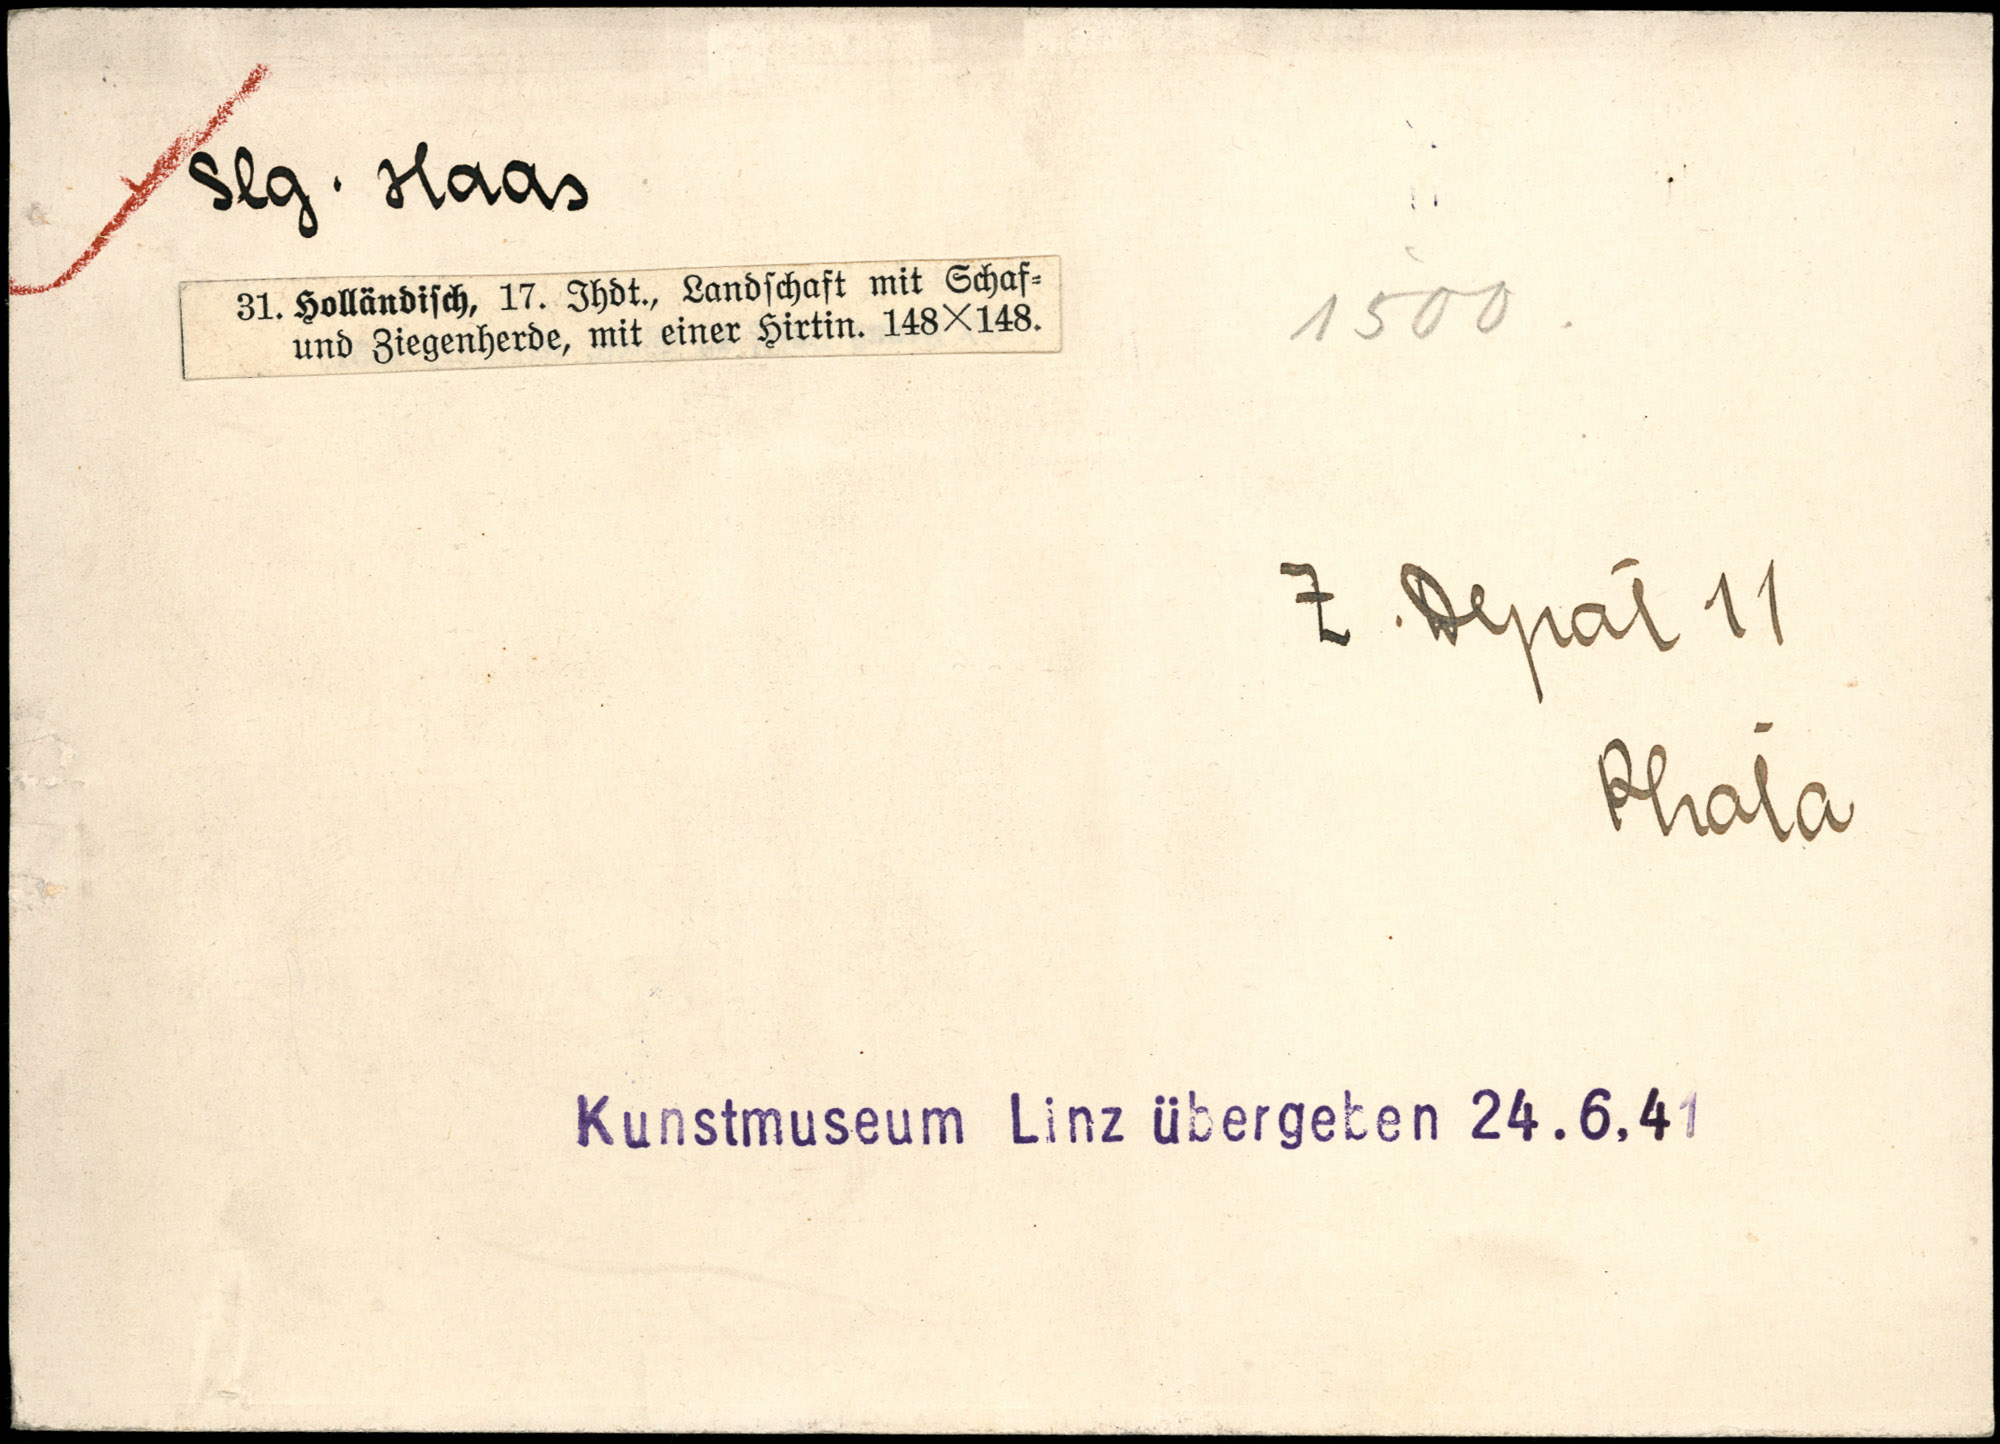 Slg. Haas
31. Holländisch, 17. Jhdt., Landschaft mit Schaf-
und Ziegenherde, mit einer Hirtin. 148×148.
1500.
Z. Depot 11
Photo
Kunstmuseum Linz übergeben 24.6.41